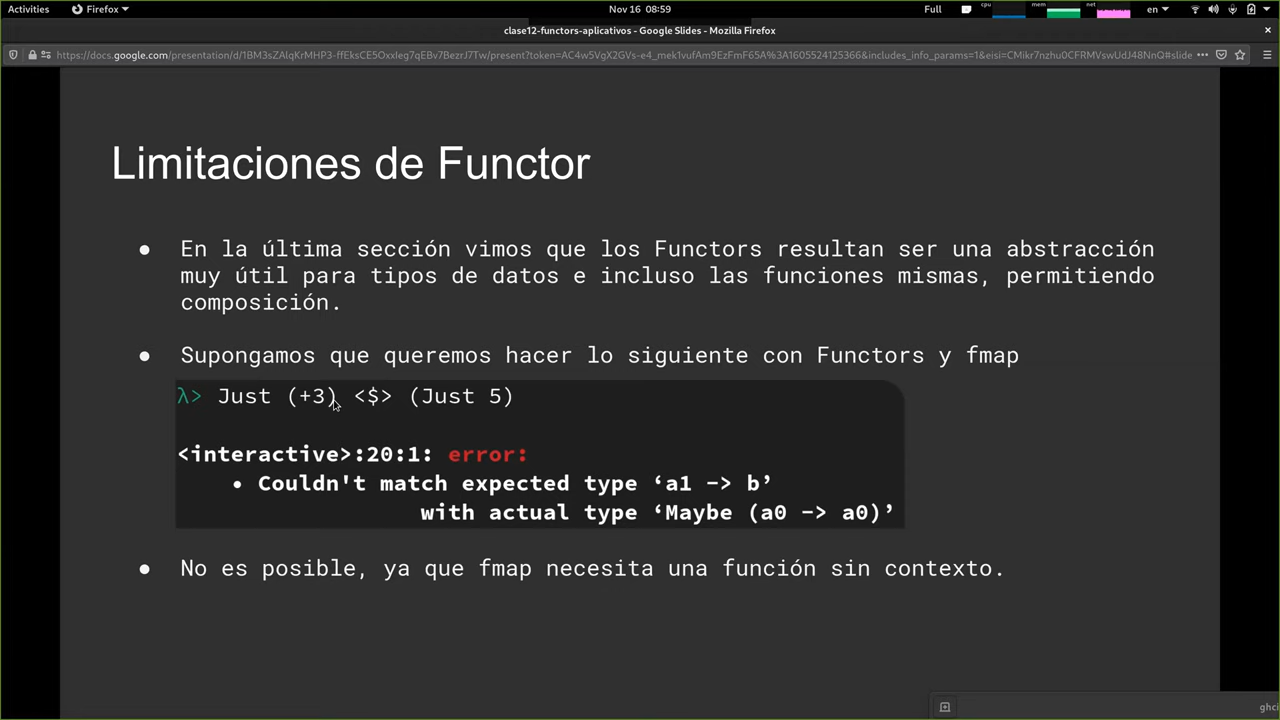 Activities Firefox Nov 16 08:59 Full cpu mem net en
clase12-functors-aplicativos - Google Slides - Mozilla Firefox
Limitaciones de Functor
● En la última sección vimos que los Functors resultan ser una abstracción
muy útil para tipos de datos e incluso las funciones mismas, permitiendo
composición.
● Supongamos que queremos hacer lo siguiente con Functors y fmap
λ> Just (+3) <$> (Just 5)
<interactive>:20:1: error:
• Couldn't match expected type ‘a1 -> b’
with actual type ‘Maybe (a0 -> a0)’
● No es posible, ya que fmap necesita una función sin contexto.
ghci